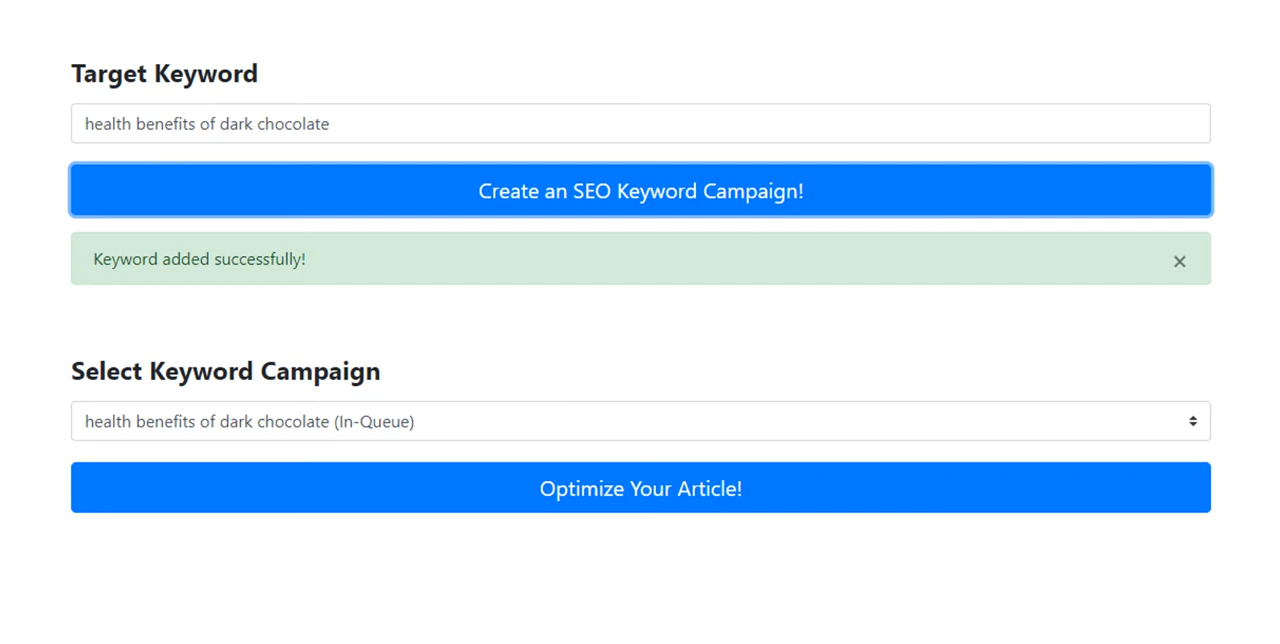 Target Keyword
health benefits of dark chocolate
Create an SEO Keyword Campaign!
Keyword added successfully!
×
Select Keyword Campaign
health benefits of dark chocolate (In-Queue)
Optimize Your Article!